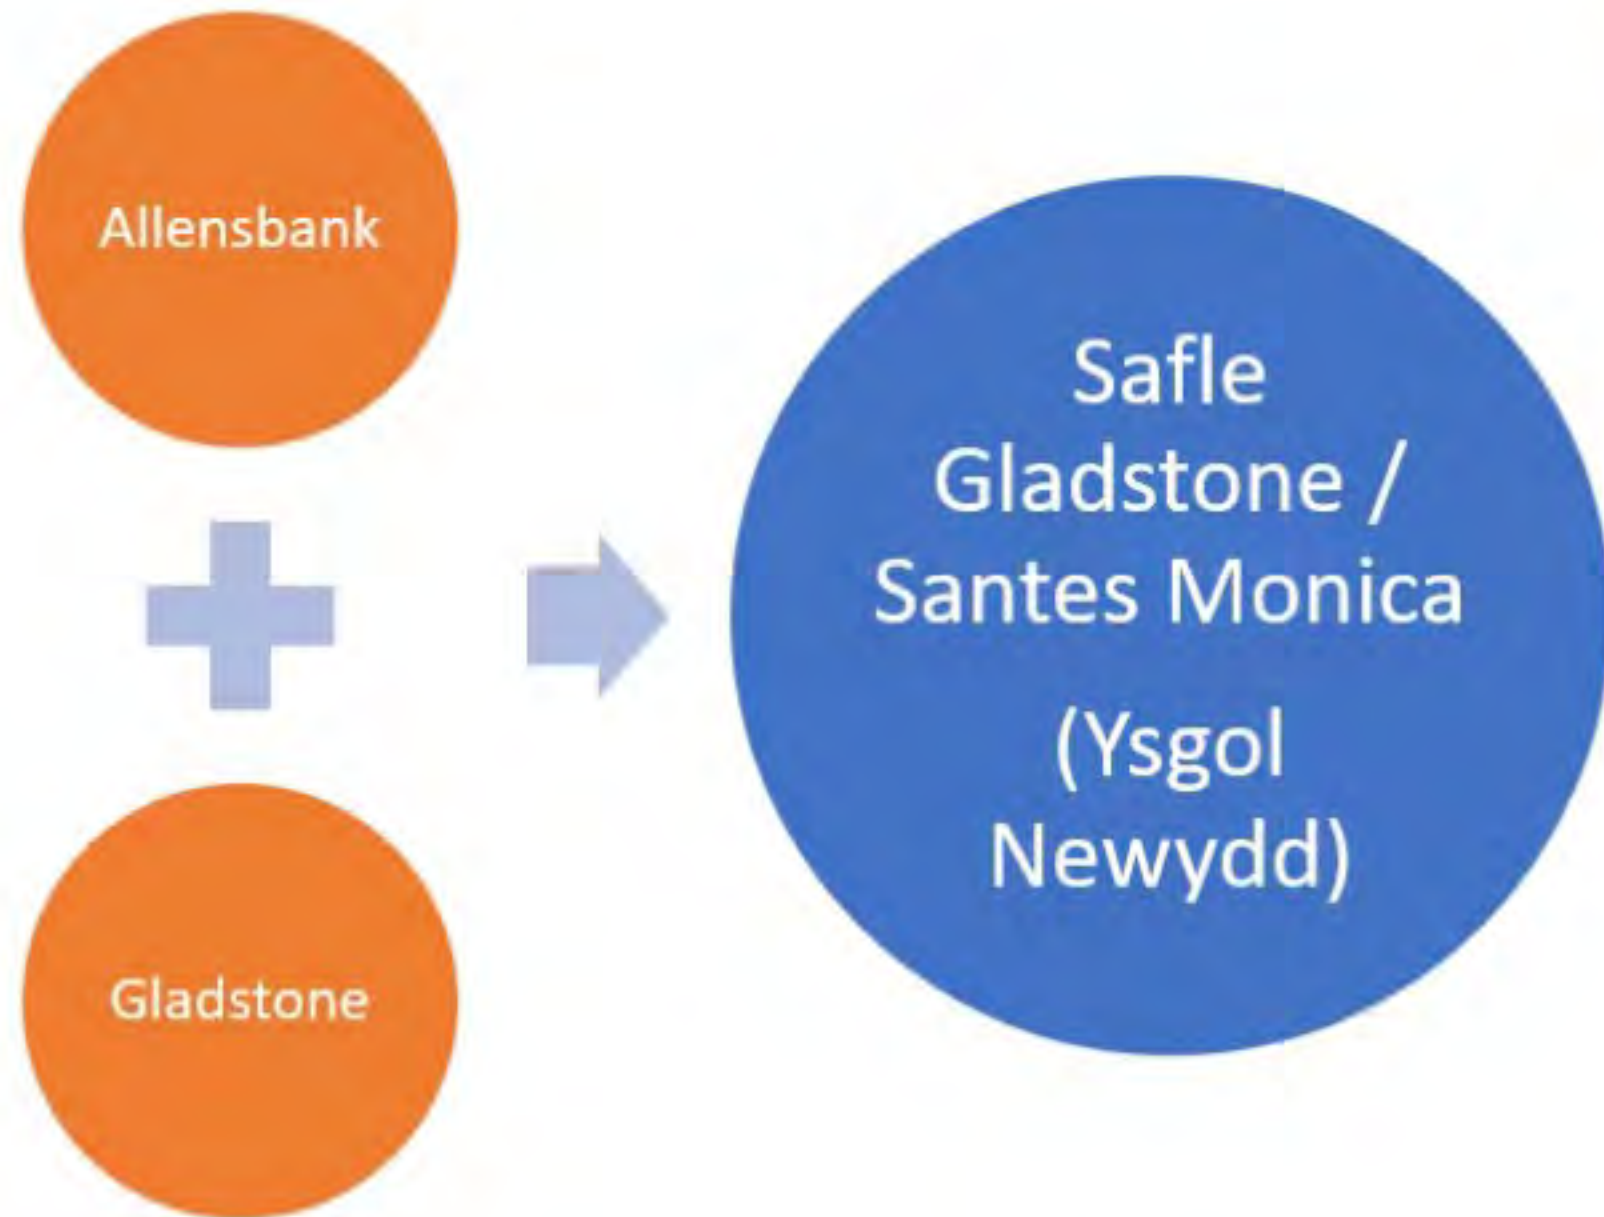 Allensbank
Gladstone
Safle
Gladstone /
Santes Monica
(Ysgol
Newydd)